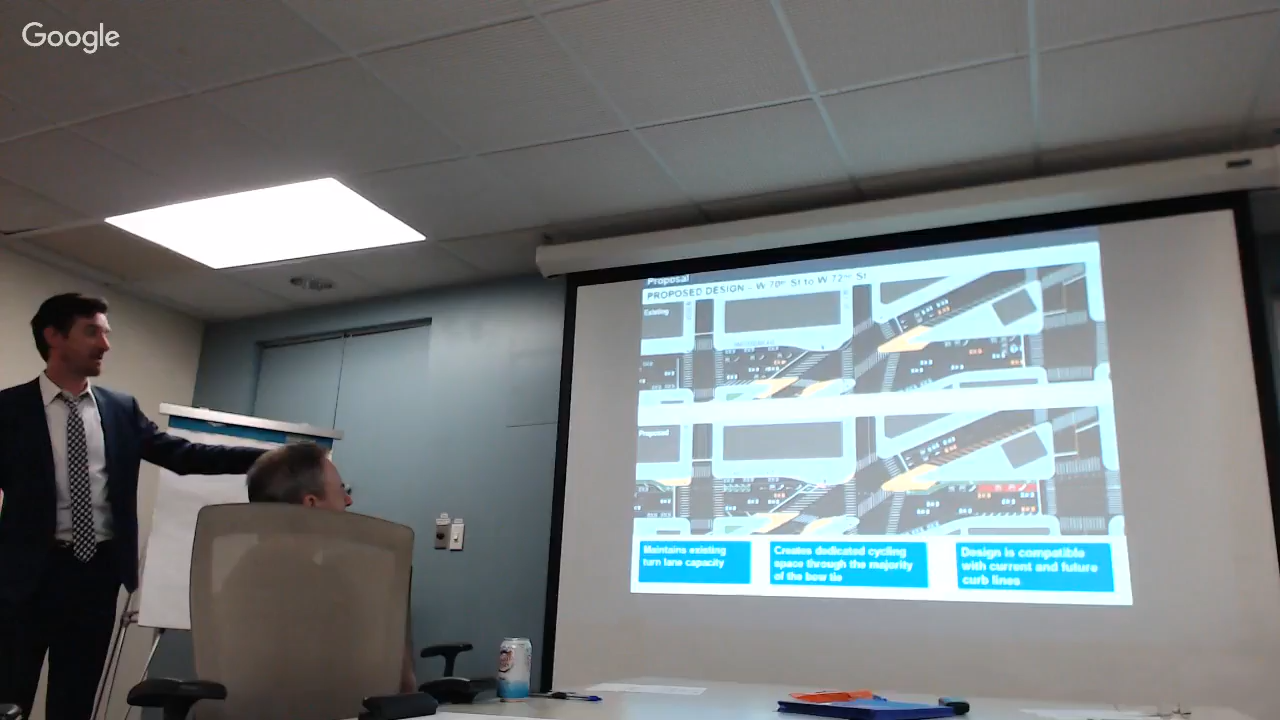 Google
Proposal
PROPOSED DESIGN – W 70th St to W 72nd St
Existing
Proposed
Maintains existing
turn lane capacity
Creates dedicated cycling
space through the majority
of the bow tie
Design is compatible
with current and future
curb lines